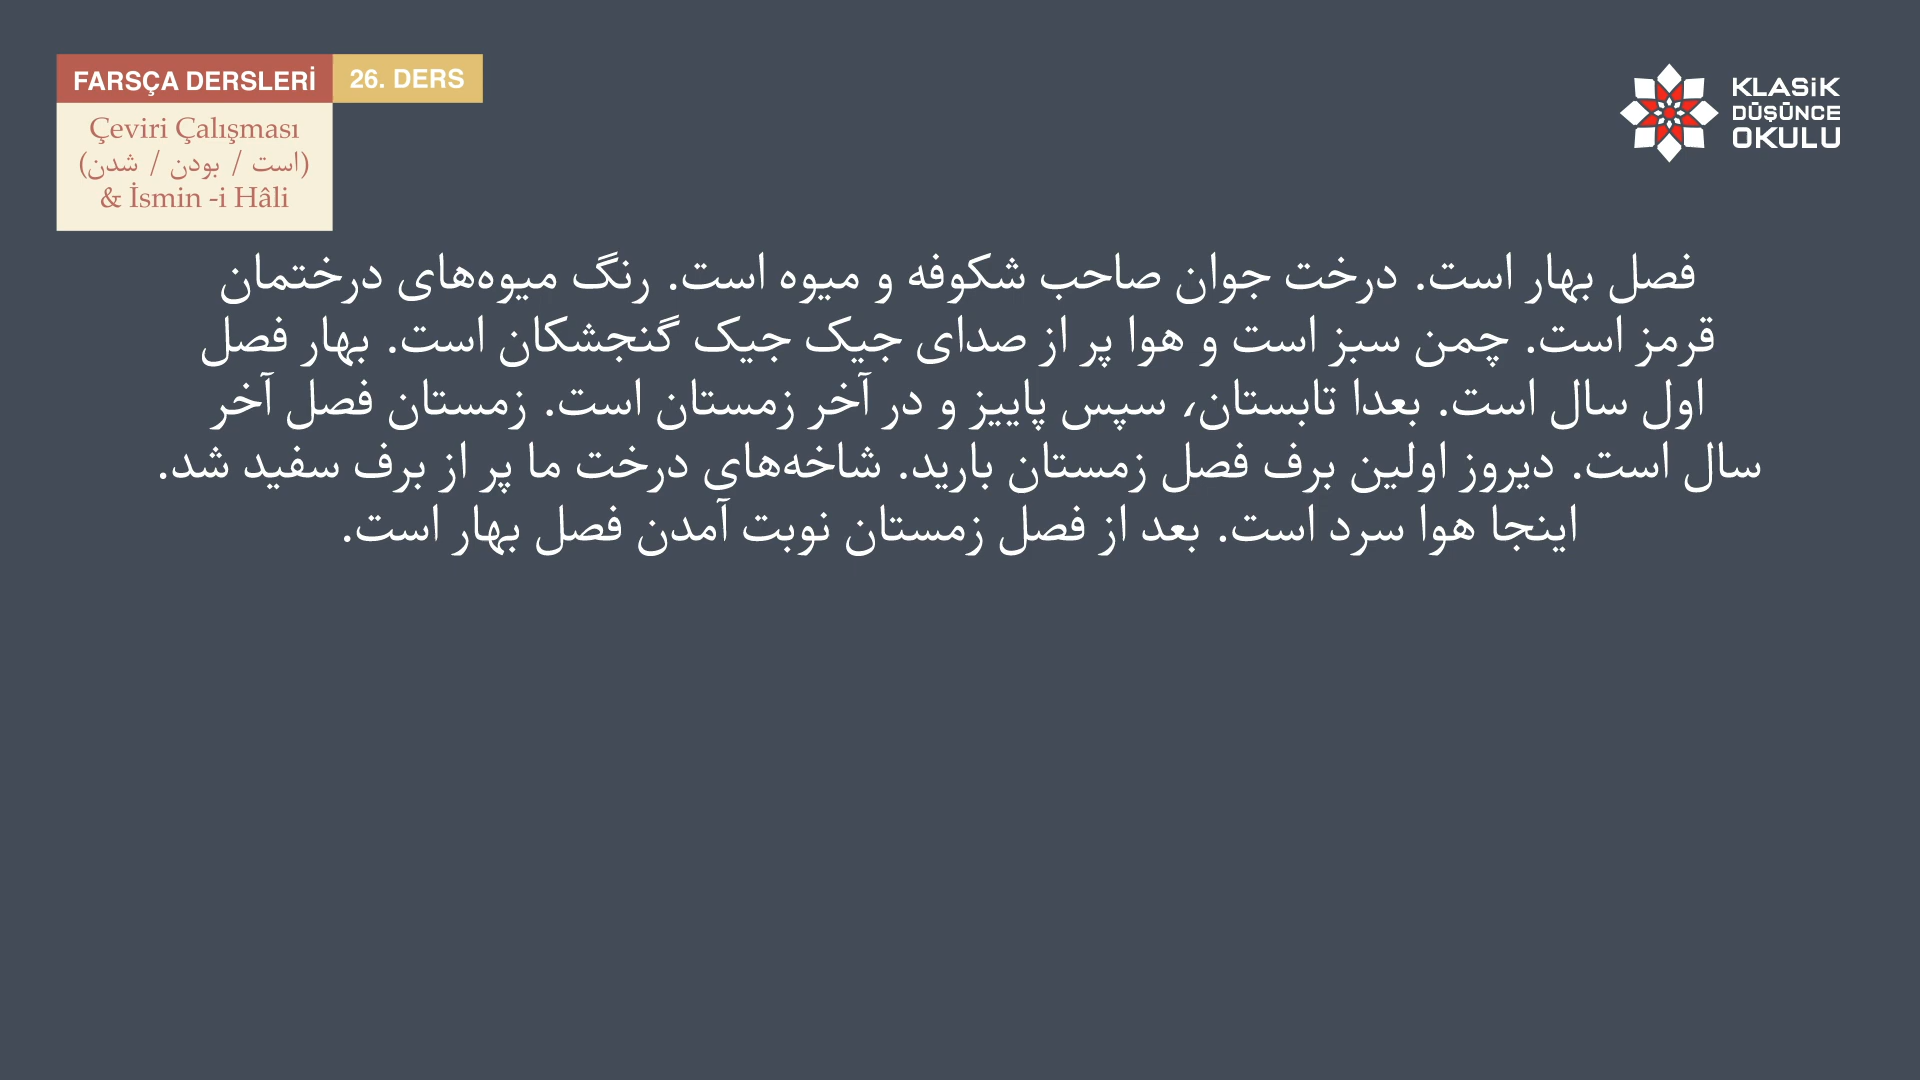 FARSÇA DERSLERİ
26. DERS
Çeviri Çalışması
(است / بودن / شدن)
& İsmin -i Hâli
KLASiK
DÜŞÜNCE
OKULU
فصل بهار است. درخت جوان صاحب شکوفه و میوه است. رنگ میوه‌های درختمان
قرمز است. چمن سبز است و هوا پر از صدای جیک جیک گنجشکان است. بهار فصل
اول سال است. بعدا تابستان، سپس پاییز و در آخر زمستان است. زمستان فصل آخر
سال است. دیروز اولین برف فصل زمستان بارید. شاخه‌های درخت ما پر از برف سفید شد.
اینجا هوا سرد است. بعد از فصل زمستان نوبت آمدن فصل بهار است.